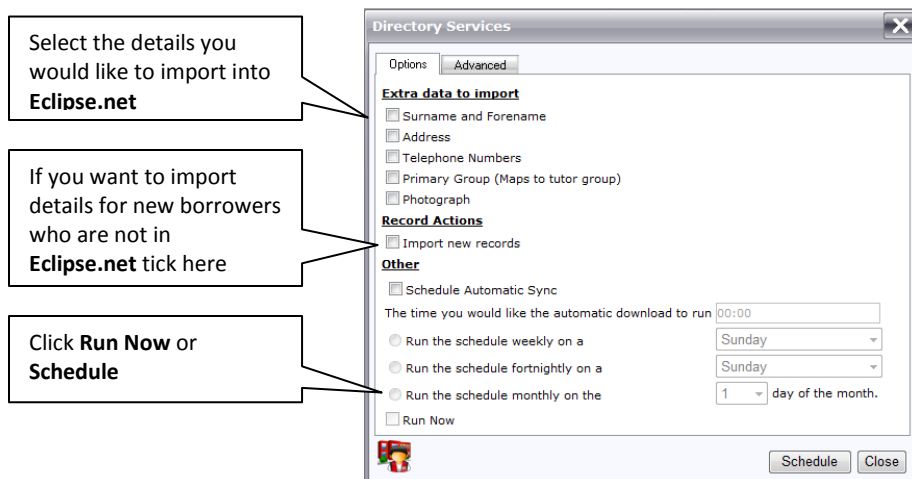 Select the details you
would like to import into
Eclipse.net
If you want to import
details for new borrowers
who are not in
Eclipse.net tick here
Click Run Now or
Schedule
Directory Services
Options Advanced
Extra data to import
Surname and Forename
Address
Telephone Numbers
Primary Group (Maps to tutor group)
Photograph
Record Actions
Import new records
Other
Schedule Automatic Sync
The time you would like the automatic download to run 00:00
Run the schedule weekly on a Sunday
Run the schedule fortnightly on a Sunday
Run the schedule monthly on the 1 day of the month.
Run Now
Schedule Close